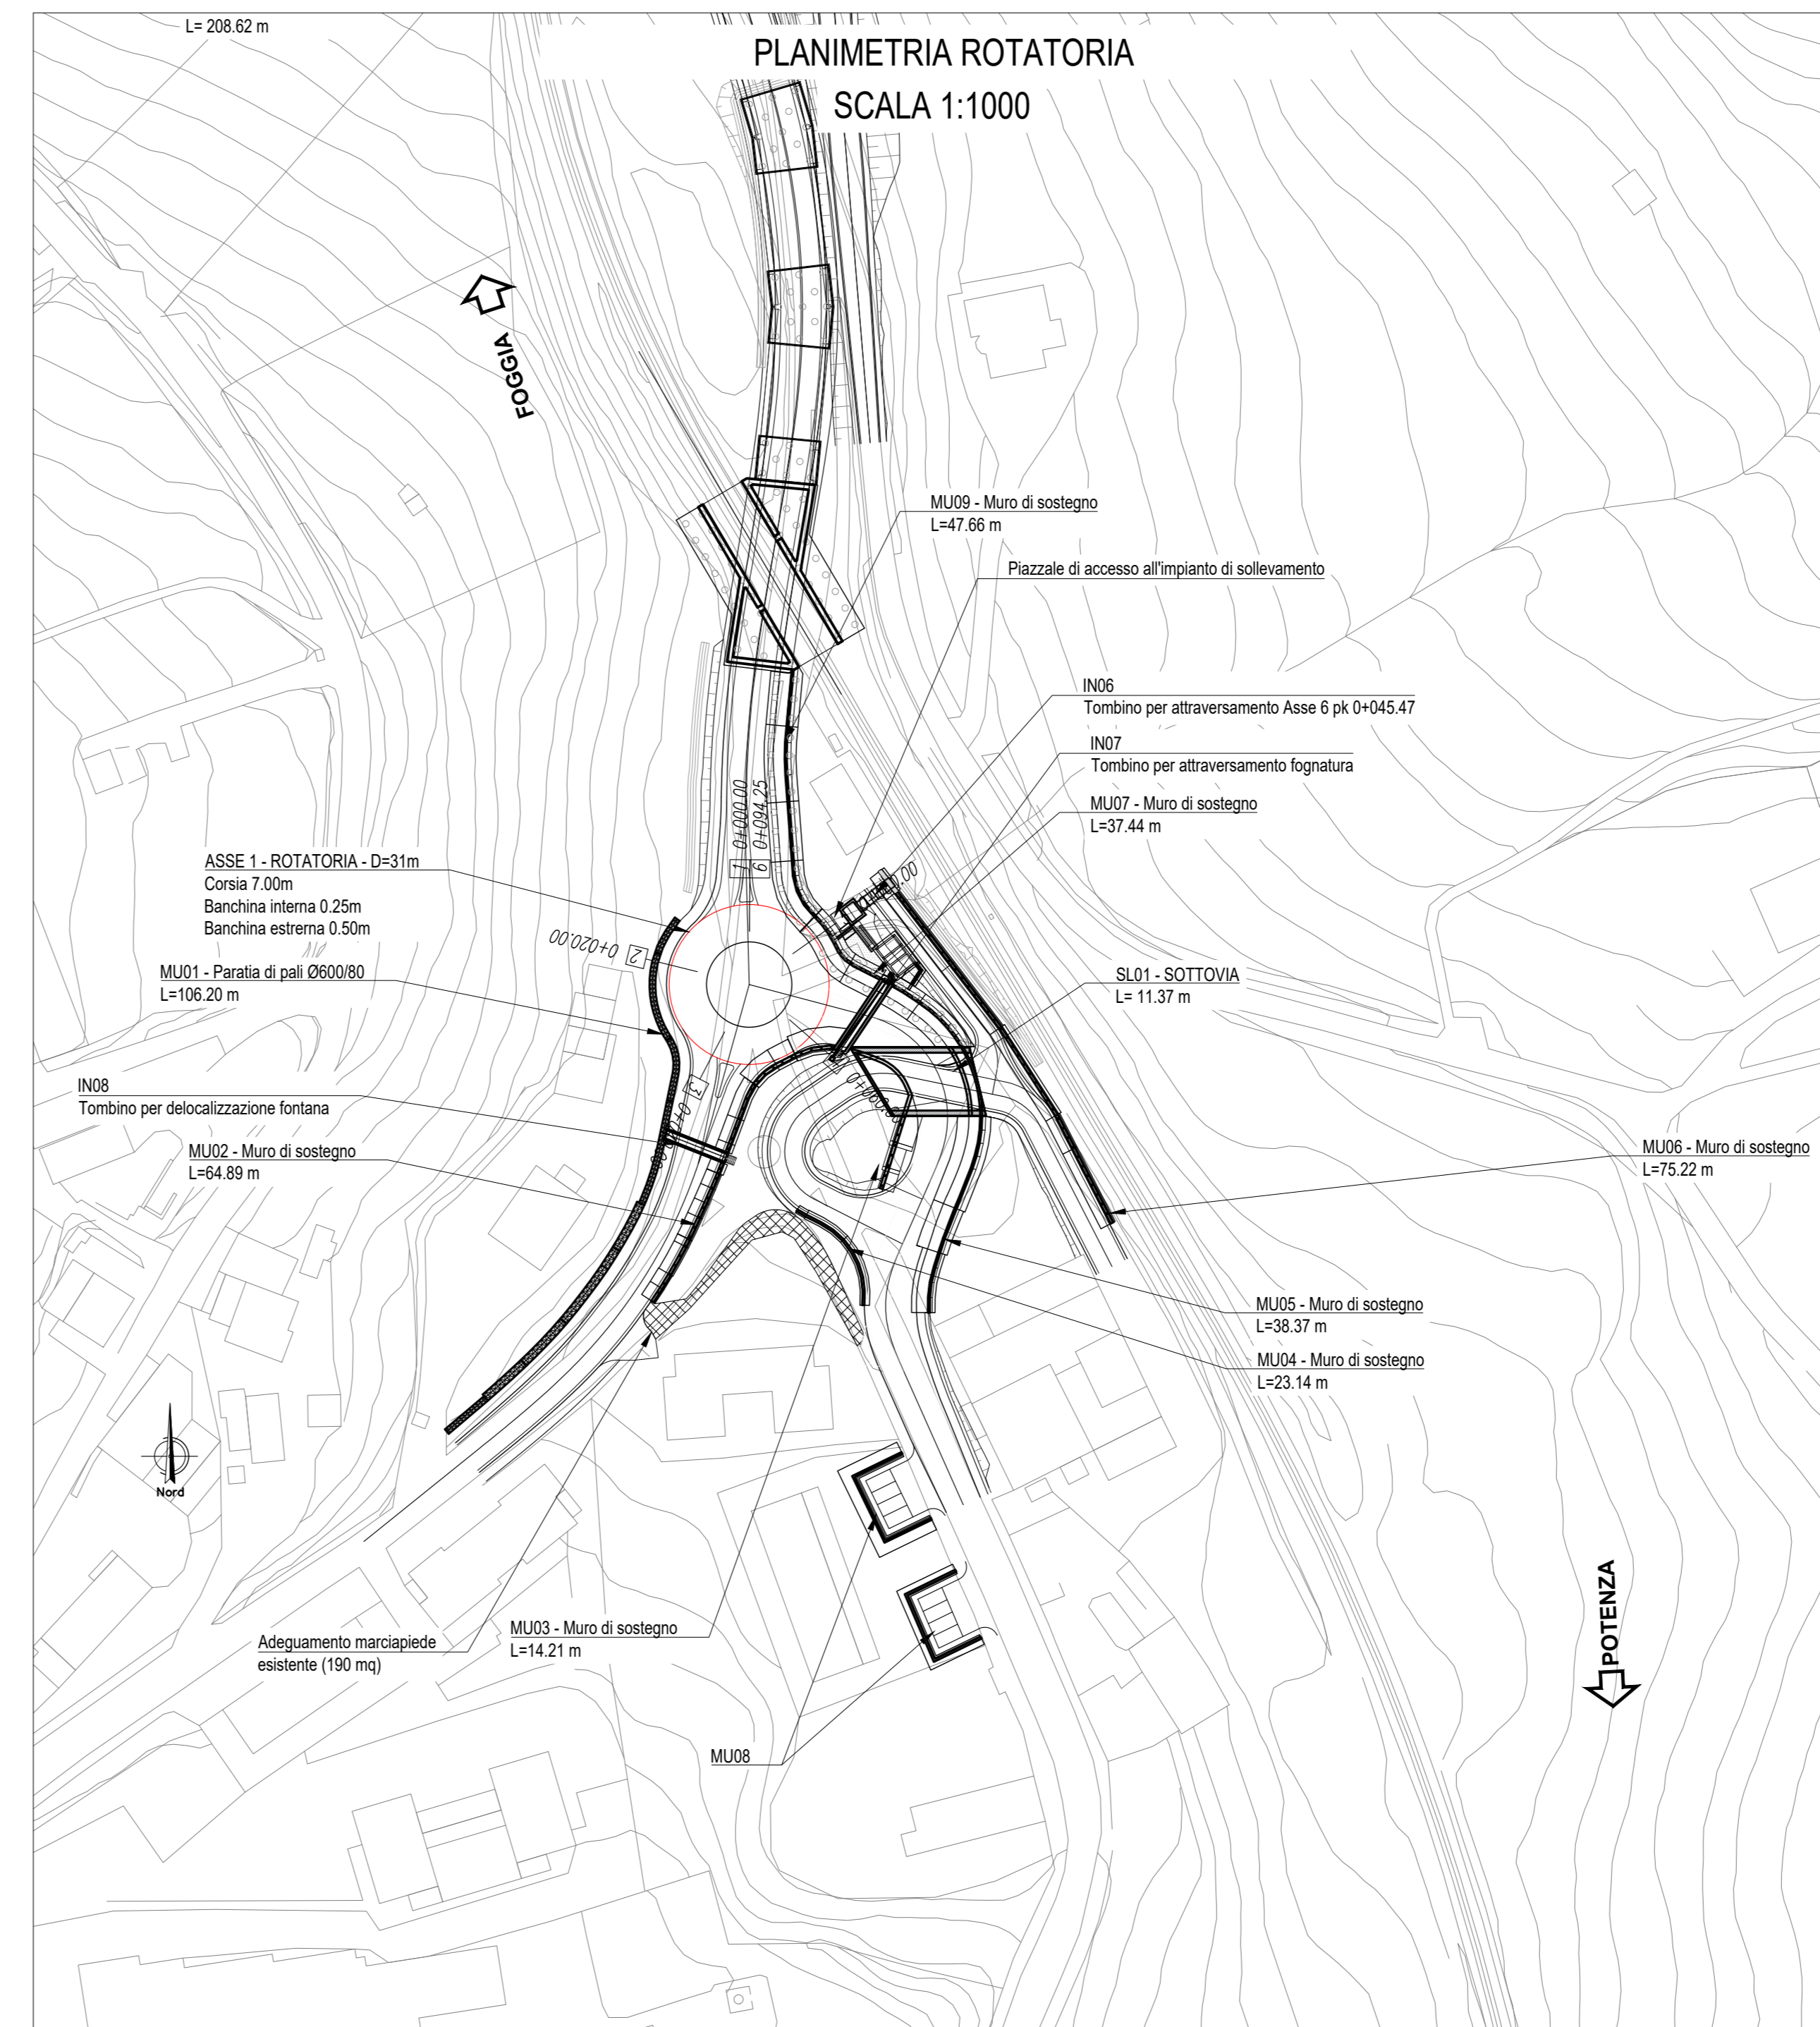 L= 208.62 m
PLANIMETRIA ROTATORIA
SCALA 1:1000
FOGGIA
MU09 - Muro di sostegno
L=47.66 m
Piazzale di accesso all'impianto di sollevamento
IN06
Tombino per attraversamento Asse 6 pk 0+045.47
IN07
Tombino per attraversamento fognatura
MU07 - Muro di sostegno
L=37.44 m
1 0+000.00
6 0+094.25
ASSE 1 - ROTATORIA - D=31m
Corsia 7.00m
Banchina interna 0.25m
Banchina estrerna 0.50m
2 0+020.00
MU01 - Paratia di pali Ø600/80
L=106.20 m
SL01 - SOTTOVIA
L= 11.37 m
3
IN08
Tombino per delocalizzazione fontana
MU02 - Muro di sostegno
L=64.89 m
MU06 - Muro di sostegno
L=75.22 m
MU05 - Muro di sostegno
L=38.37 m
MU04 - Muro di sostegno
L=23.14 m
Nord
POTENZA
MU03 - Muro di sostegno
L=14.21 m
Adeguamento marciapiede
esistente (190 mq)
MU08